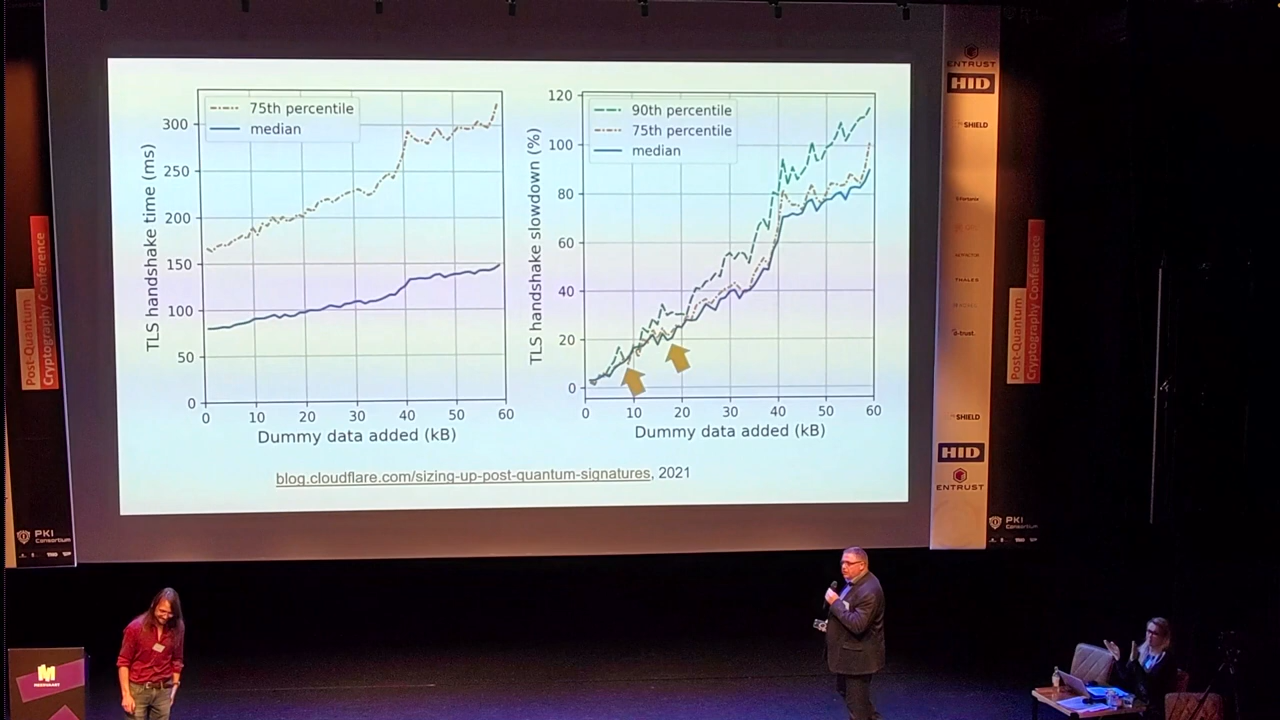 75th percentile
median
TLS handshake time (ms)
300
250
200
150
100
50
0
0 10 20 30 40 50 60
Dummy data added (kB)
90th percentile
75th percentile
median
TLS handshake slowdown (%)
120
100
80
60
40
20
0
0 10 20 30 40 50 60
Dummy data added (kB)
blog.cloudflare.com/sizing-up-post-quantum-signatures, 2021
Post-Quantum
Cryptography Conference
PKI
Consortium
ENTRUST
HID
SHIELD
THALES
SHIELD
HID
ENTRUST
Post-Quantum
Cryptography Conference
PKI
Consortium